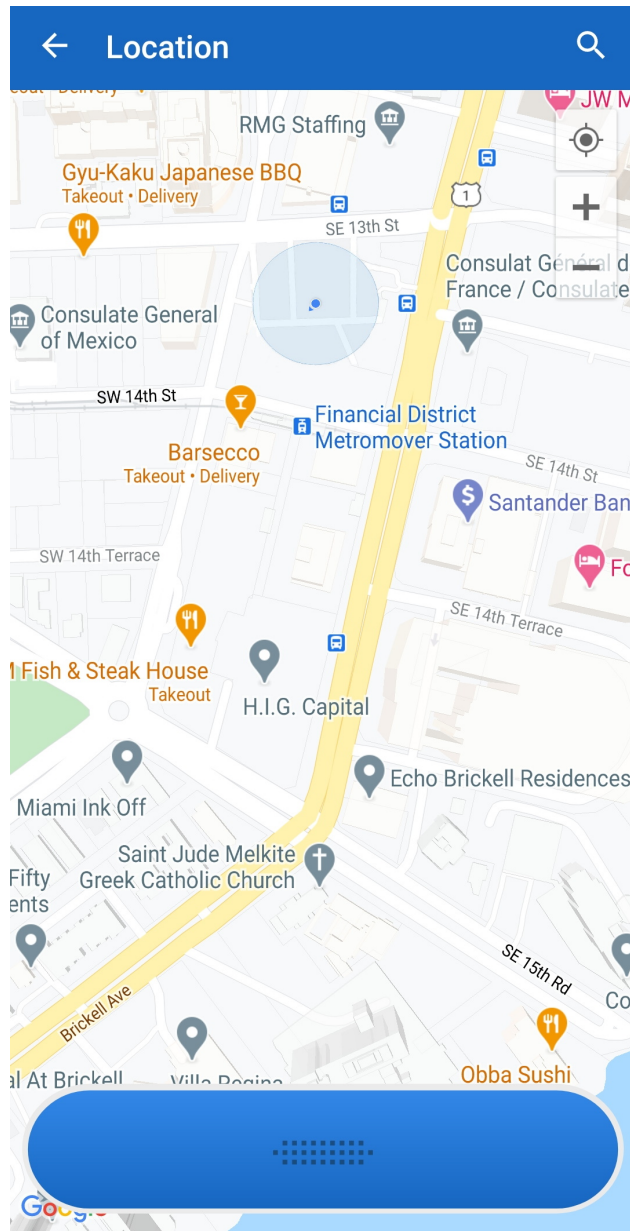 Location
JW M
RMG Staffing
Gyu-Kaku Japanese BBQ
Takeout • Delivery
1
SE 13th St
Consulat Général d
France / Consulate
Consulate General
of Mexico
SW 14th St
Financial District
Metromover Station
Barsecco
Takeout • Delivery
SE 14th St
$ Santander Ban
SW 14th Terrace
Fo
SE 14th Terrace
Fish & Steak House
Takeout
H.I.G. Capital
Echo Brickell Residences
Miami Ink Off
Saint Jude Melkite
Greek Catholic Church
Fifty
ents
SE 15th Rd
Co
Brickell Ave
Obba Sushi
al At Brickell
Villa Regina
Google